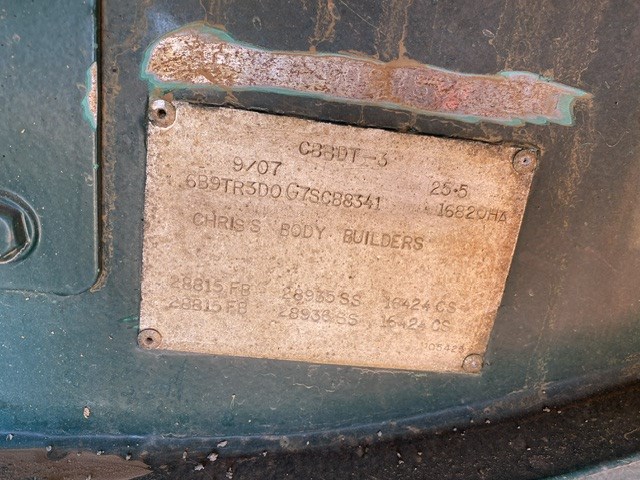 CBBDT-3
9/07 25.5
6B9TR3D0G7SCB8341 16820HA
CHRIS'S BODY BUILDERS
28815 FB 28935 SS 16424 CS
28815 FB 28936 SS 16424 CS